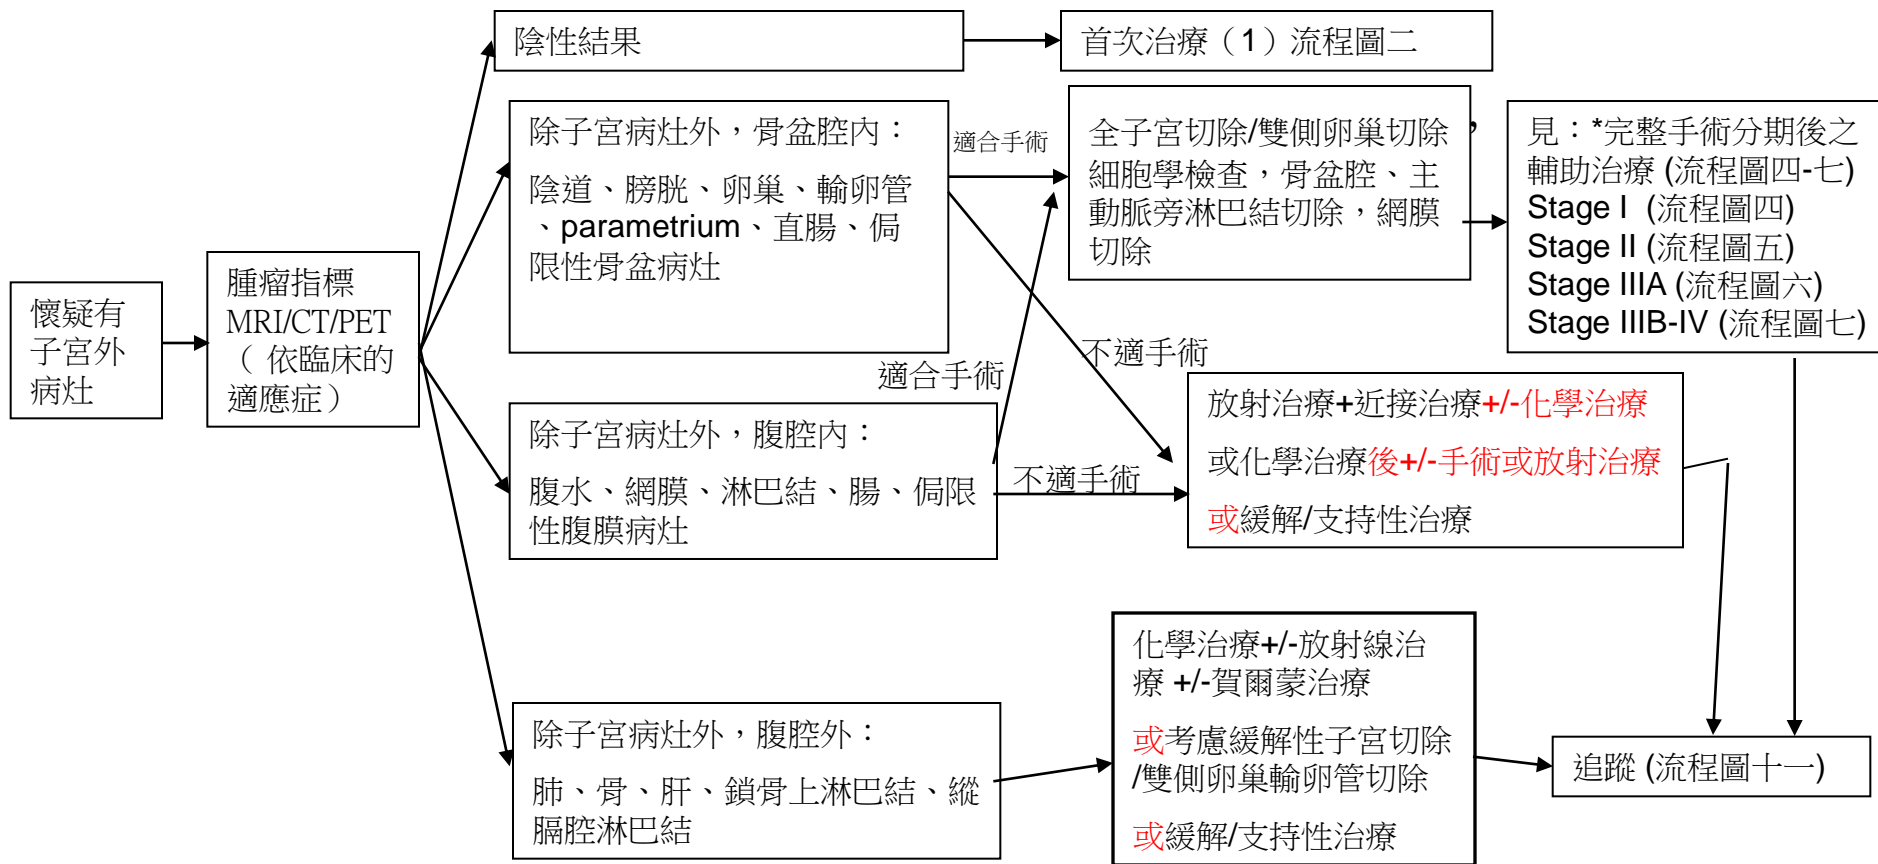 懷疑有
子宮外
病灶
腫瘤指標
MRI/CT/PET
（ 依臨床的
適應症）
陰性結果
首次治療（1）流程圖二
除子宮病灶外，骨盆腔內：
陰道、膀胱、卵巢、輸卵管
、parametrium、直腸、侷
限性骨盆病灶
適合手術
全子宮切除/雙側卵巢切除，
細胞學檢查，骨盆腔、主
動脈旁淋巴結切除，網膜
切除
見：*完整手術分期後之
輔助治療 (流程圖四-七)
Stage I (流程圖四)
Stage II (流程圖五)
Stage IIIA (流程圖六)
Stage IIIB-IV (流程圖七)
不適手術
適合手術
除子宮病灶外，腹腔內：
腹水、網膜、淋巴結、腸、侷限
性腹膜病灶
不適手術
放射治療+近接治療+/-化學治療
或化學治療後+/-手術或放射治療
或緩解/支持性治療
除子宮病灶外，腹腔外：
肺、骨、肝、鎖骨上淋巴結、縱
膈腔淋巴結
化學治療+/-放射線治
療 +/-賀爾蒙治療
或考慮緩解性子宮切除
/雙側卵巢輸卵管切除
或緩解/支持性治療
追蹤 (流程圖十一)